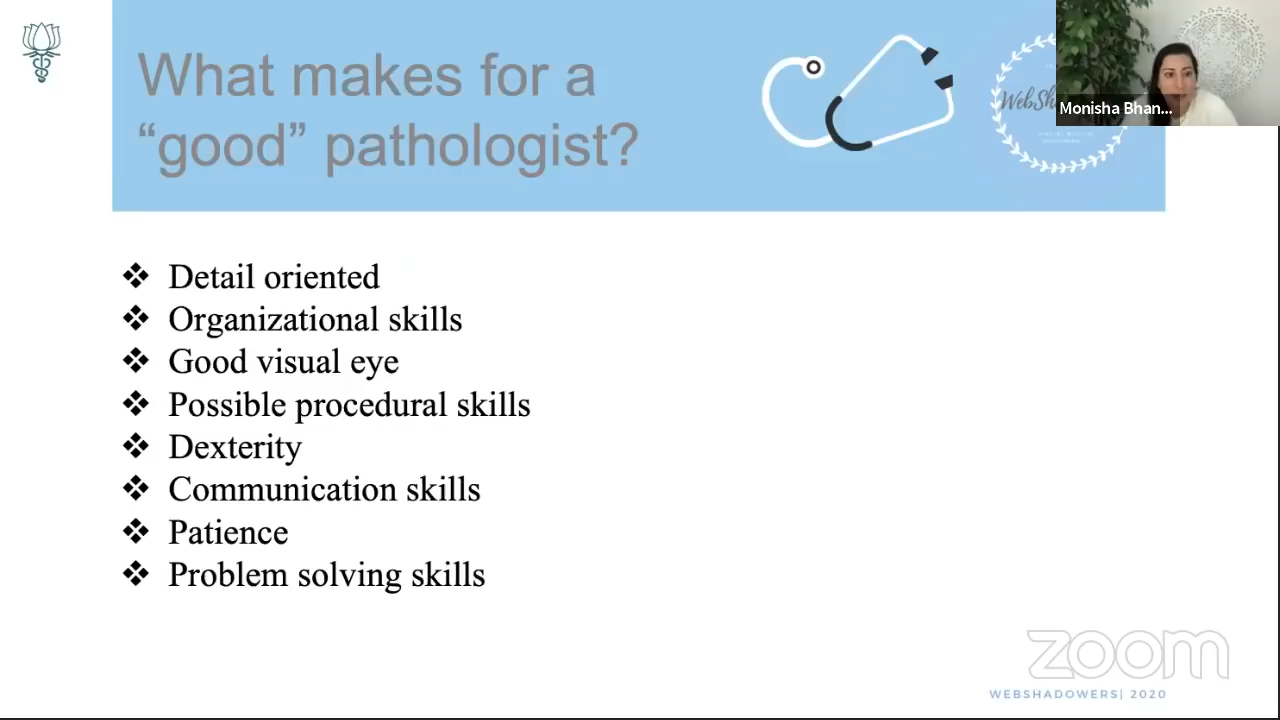 What makes for a
“good” pathologist?
Monisha Bhan...
❖ Detail oriented
❖ Organizational skills
❖ Good visual eye
❖ Possible procedural skills
❖ Dexterity
❖ Communication skills
❖ Patience
❖ Problem solving skills
zoom
WEBSHADOWERS| 2020